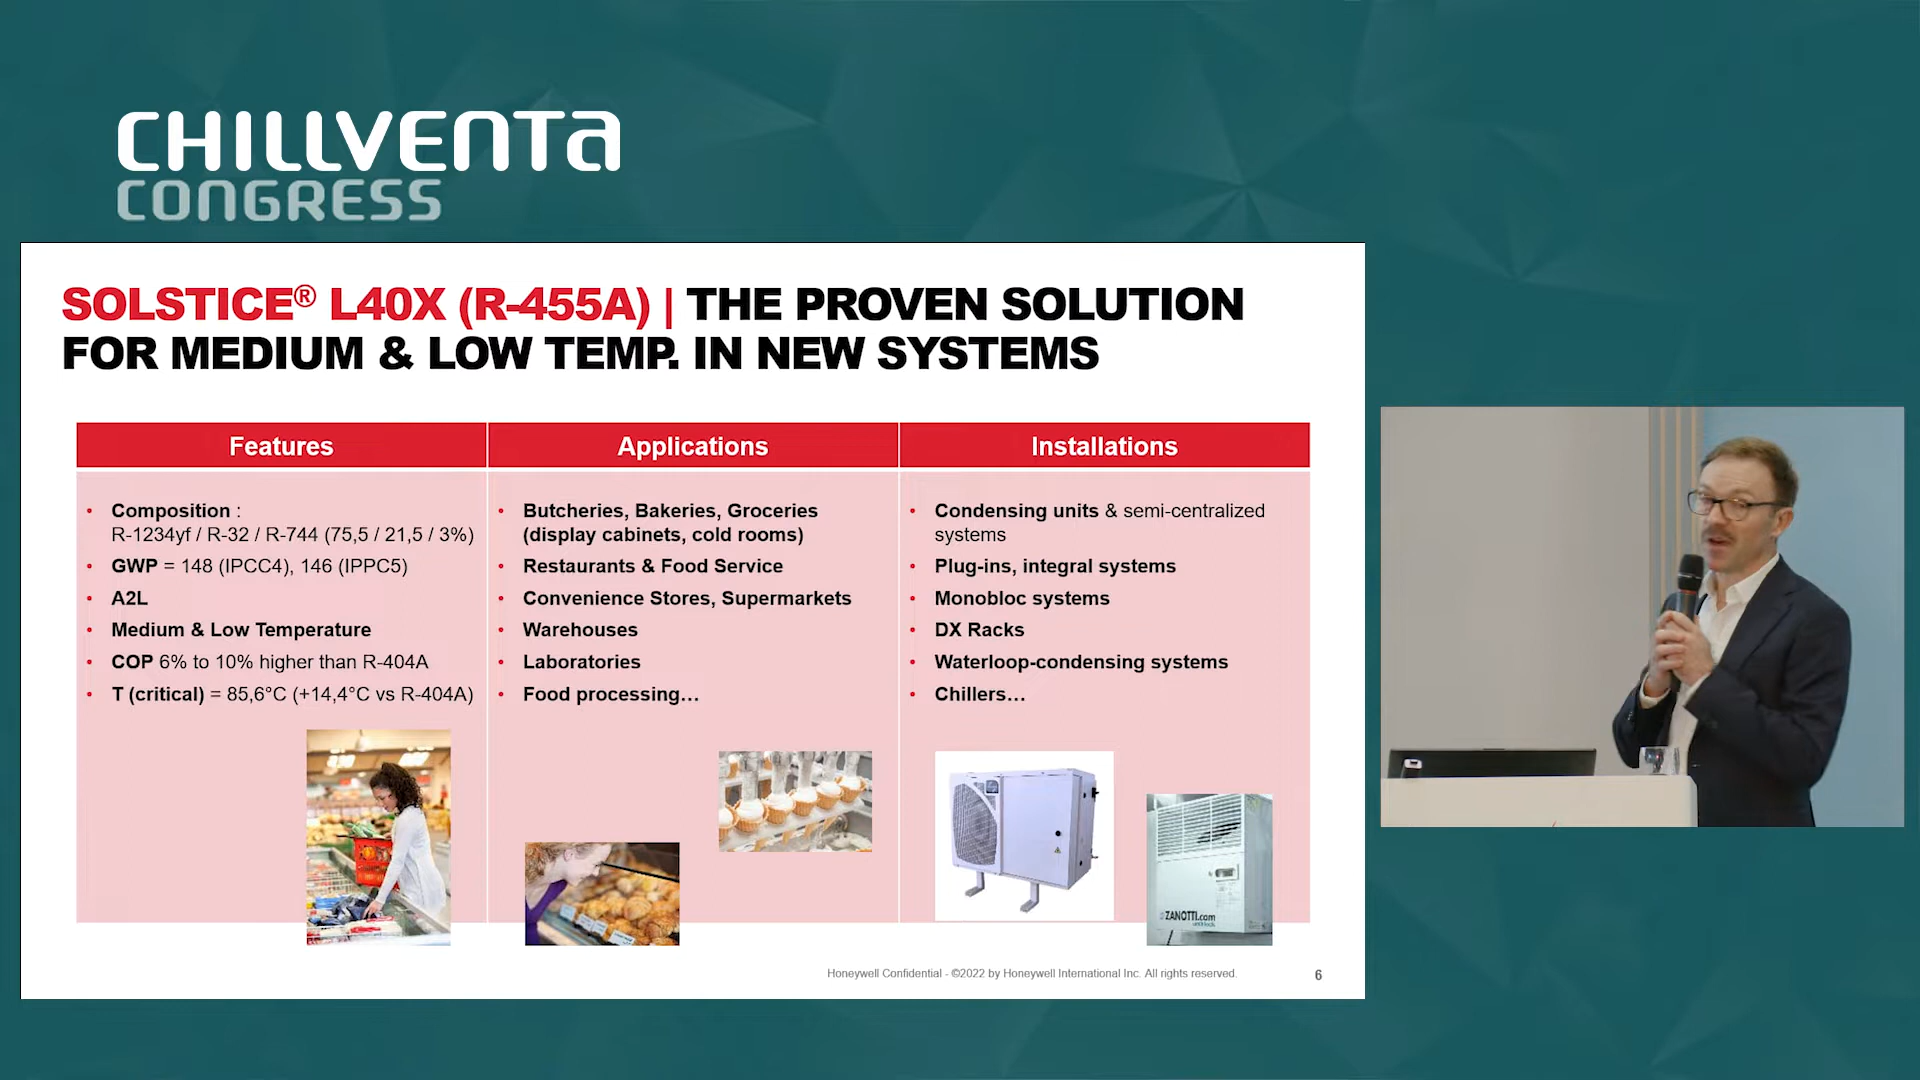 CHILLVENTA
CONGRESS
SOLSTICE® L40X (R-455A) | THE PROVEN SOLUTION
FOR MEDIUM & LOW TEMP. IN NEW SYSTEMS
Features
Composition :
R-1234yf / R-32 / R-744 (75,5 / 21,5 / 3%)
GWP = 148 (IPCC4), 146 (IPPC5)
A2L
Medium & Low Temperature
COP 6% to 10% higher than R-404A
T (critical) = 85,6°C (+14,4°C vs R-404A)
Applications
Butcheries, Bakeries, Groceries
(display cabinets, cold rooms)
Restaurants & Food Service
Convenience Stores, Supermarkets
Warehouses
Laboratories
Food processing…
Installations
Condensing units & semi-centralized
systems
Plug-ins, integral systems
Monobloc systems
DX Racks
Waterloop-condensing systems
Chillers…
ZANOTTI.com
Honeywell Confidential - ©2022 by Honeywell International Inc. All rights reserved.
6